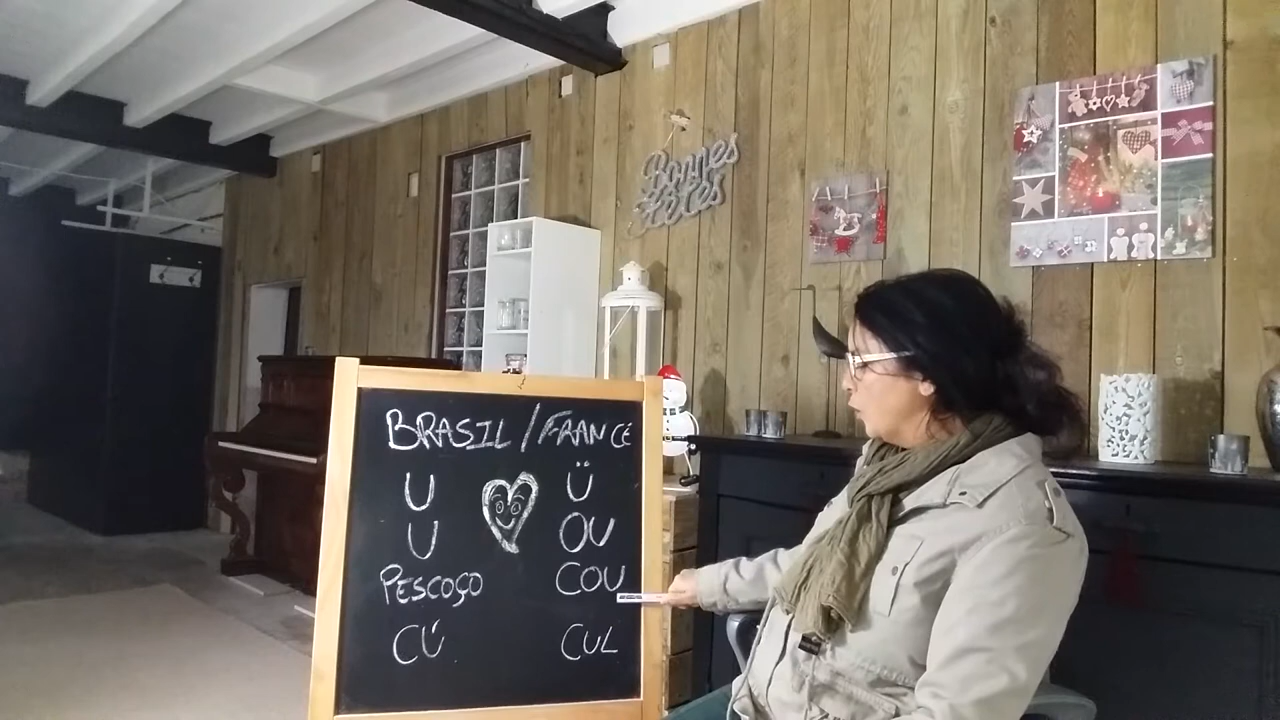 Bonnes
fêtes
BRASIL / FRANCE
U Ü
U OU
PESCOÇO COU
CÚ CUL